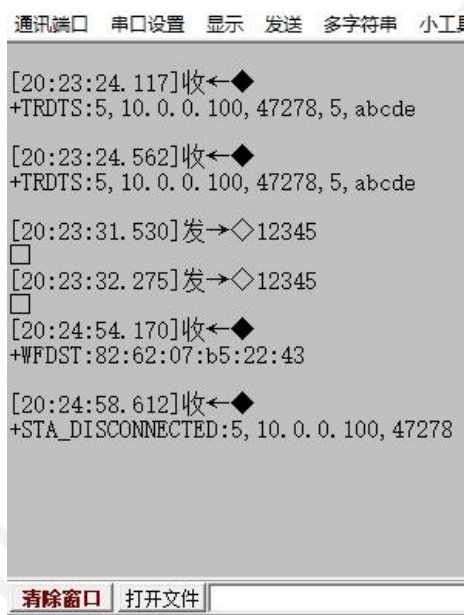 通讯端口 串口设置 显示 发送 多字符串 小工具
[20:23:24.117]收←◆
+TRDTS:5,10.0.0.100,47278,5,abcde
[20:23:24.562]收←◆
+TRDTS:5,10.0.0.100,47278,5,abcde
[20:23:31.530]发→◇12345
□
[20:23:32.275]发→◇12345
□
[20:24:54.170]收←◆
+WFDST:82:62:07:b5:22:43
[20:24:58.612]收←◆
+STA_DISCONNECTED:5,10.0.0.100,47278
清除窗口 打开文件